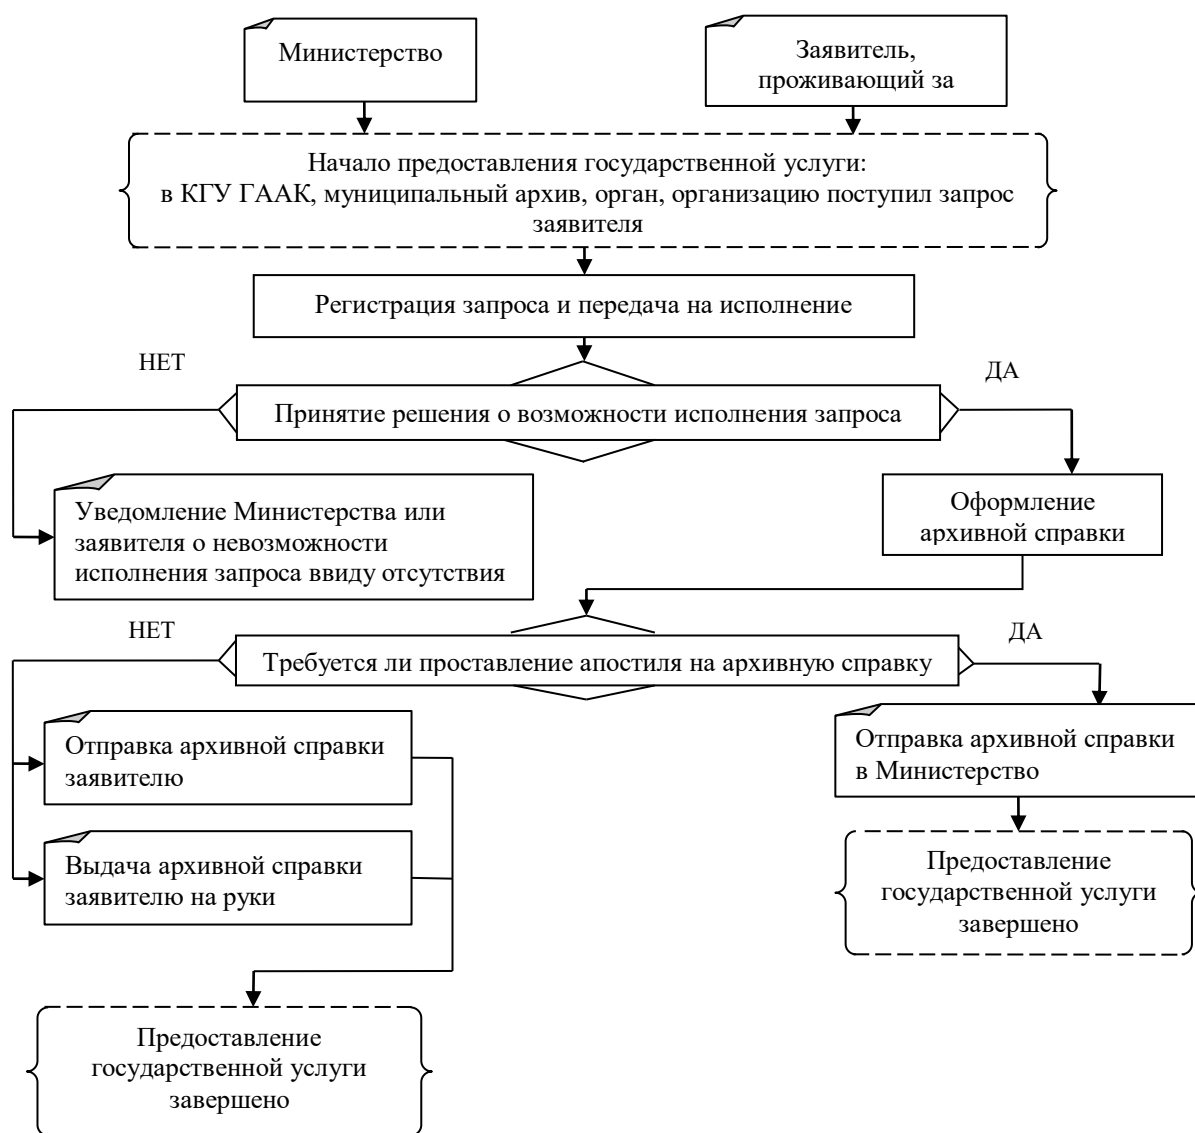 Министерство
Заявитель,
проживающий за
Начало предоставления государственной услуги:
в КГУ ГААК, муниципальный архив, орган, организацию поступил запрос
заявителя
Регистрация запроса и передача на исполнение
НЕТ
ДА
Принятие решения о возможности исполнения запроса
Уведомление Министерства или
заявителя о невозможности
исполнения запроса ввиду отсутствия
Оформление
архивной справки
НЕТ
ДА
Требуется ли проставление апостиля на архивную справку
Отправка архивной справки
заявителю
Отправка архивной справки
в Министерство
Выдача архивной справки
заявителю на руки
Предоставление
государственной услуги
завершено
Предоставление
государственной услуги
завершено